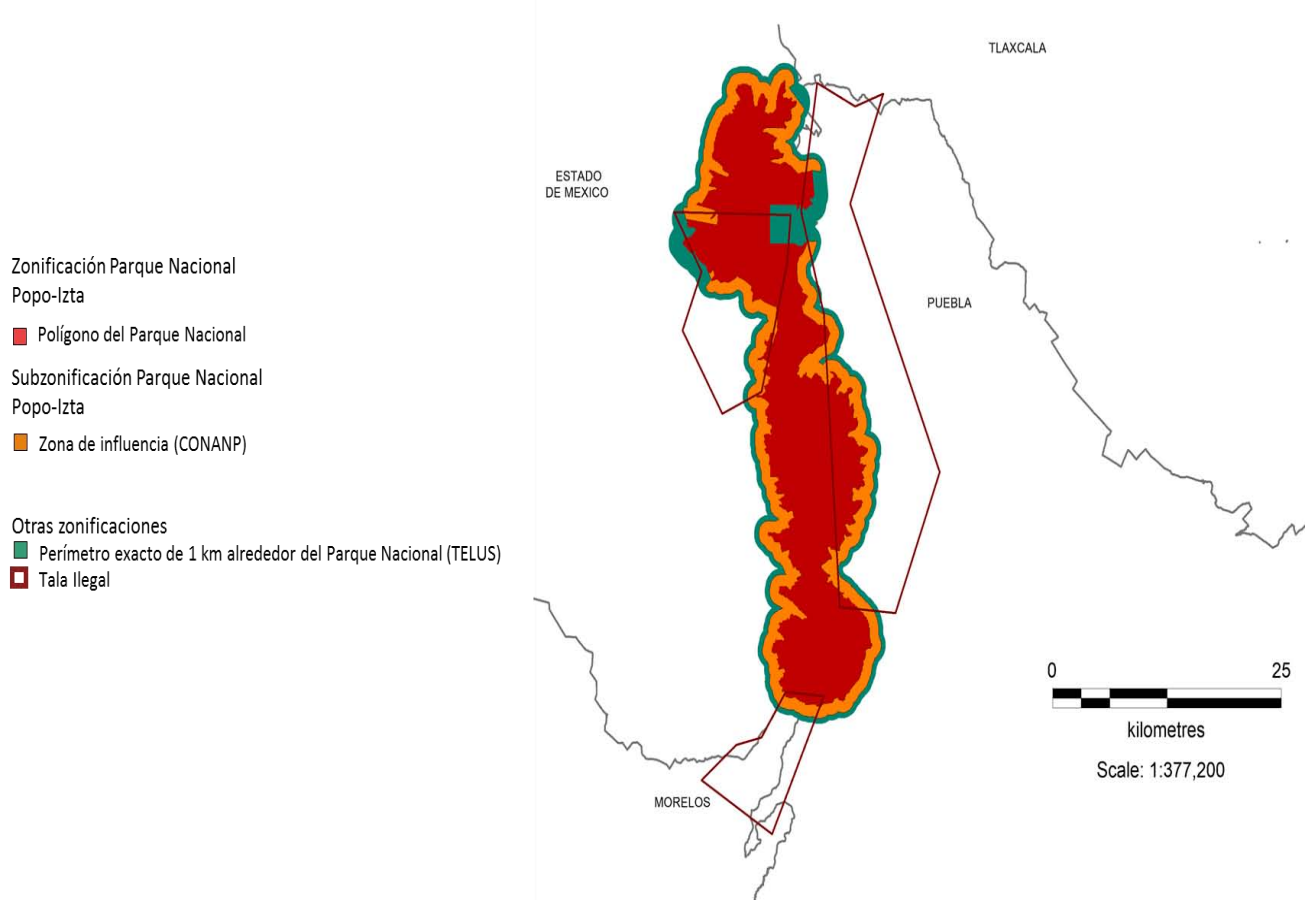 TLAXCALA
ESTADO
DE MEXICO
Zonificación Parque Nacional
Popo-Izta
PUEBLA
Polígono del Parque Nacional
Subzonificación Parque Nacional
Popo-Izta
Zona de influencia (CONANP)
Otras zonificaciones
Perímetro exacto de 1 km alrededor del Parque Nacional (TELUS)
Tala Ilegal
0 25
kilometres
Scale: 1:377,200
MORELOS